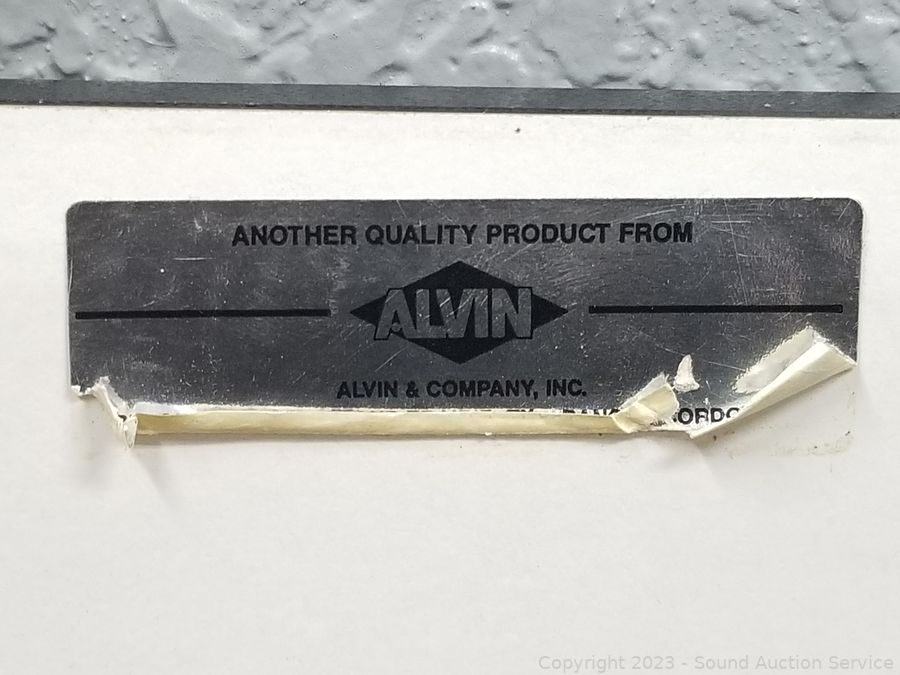 ANOTHER QUALITY PRODUCT FROM
ALVIN
ALVIN & COMPANY, INC.
Copyright © 2023 - Sound Auction Service